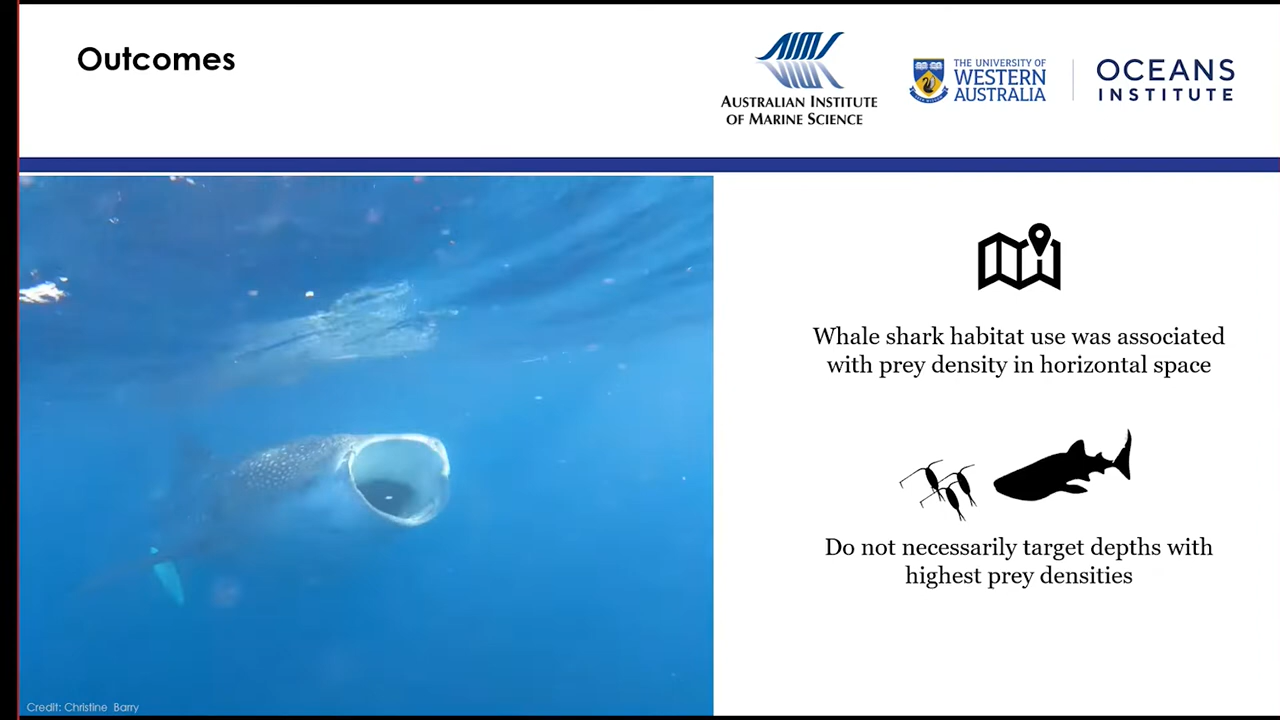 Outcomes
AIMS
AUSTRALIAN INSTITUTE
OF MARINE SCIENCE
THE UNIVERSITY OF
WESTERN
AUSTRALIA
OCEANS
INSTITUTE
Whale shark habitat use was associated
with prey density in horizontal space
Do not necessarily target depths with
highest prey densities
Credit: Christine Barry